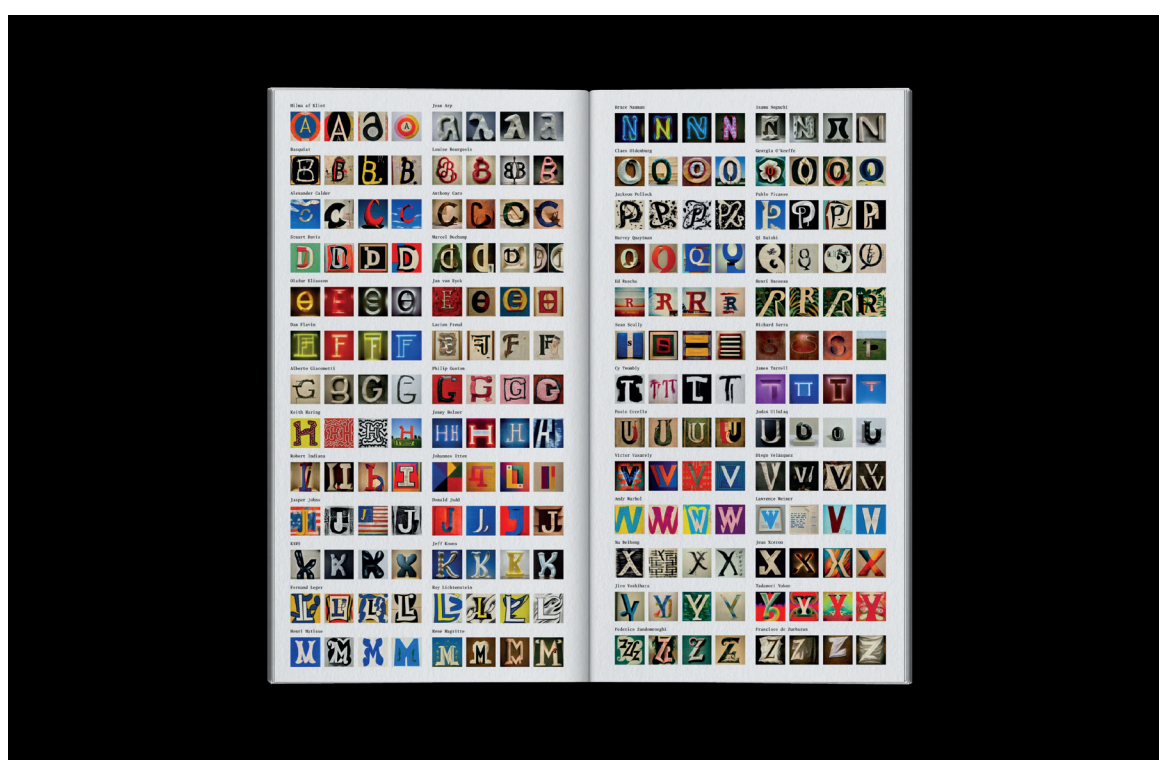 Hilma af Klint
Jean Arp
Basquiat
Louise Bourgeois
Alexander Calder
Anthony Caro
Stuart Davis
Marcel Duchamp
Olafur Eliasson
Jan van Eyck
Dan Flavin
Lucian Freud
Alberto Giacometti
Philip Guston
Keith Haring
Jenny Holzer
Robert Indiana
Johannes Itten
Jasper Johns
Donald Judd
KAWS
Jeff Koons
Fernand Leger
Roy Lichtenstein
Henri Matisse
René Magritte
Bruce Nauman
Isamu Noguchi
Claes Oldenburg
Georgia O'Keeffe
Jackson Pollock
Pablo Picasso
Harvey Quaytman
Qi Baishi
Ed Ruscha
Henri Rousseau
Sean Scully
Richard Serra
Cy Twombly
James Turrell
Paolo Uccello
Victor Vasarely
Diego Velázquez
Andy Warhol
Lawrence Weiner
Xu Beihong
Jean Xceron
Jiro Yoshihara
Tadanori Yokoo
Federico Zandomeneghi
Francisco de Zurbaran